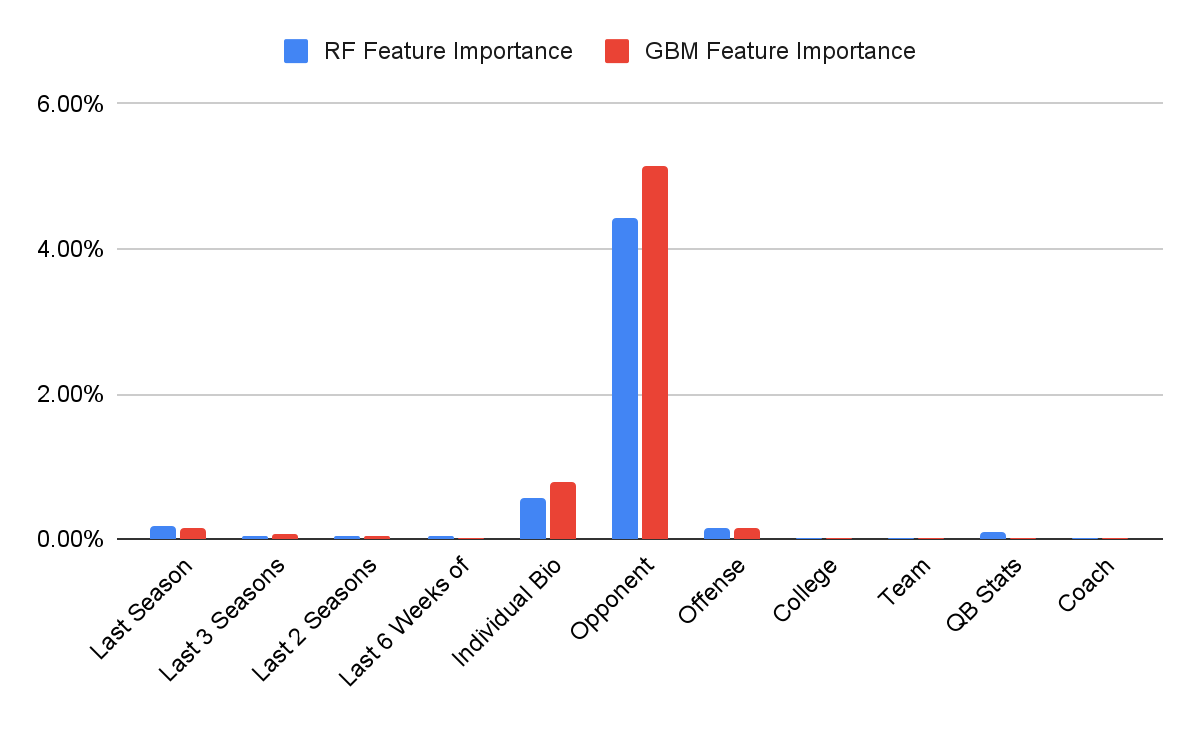 RF Feature Importance
GBM Feature Importance
6.00%
4.00%
2.00%
0.00%
Last Season
Last 3 Seasons
Last 2 Seasons
Last 6 Weeks of
Individual Bio
Opponent
Offense
College
Team
QB Stats
Coach